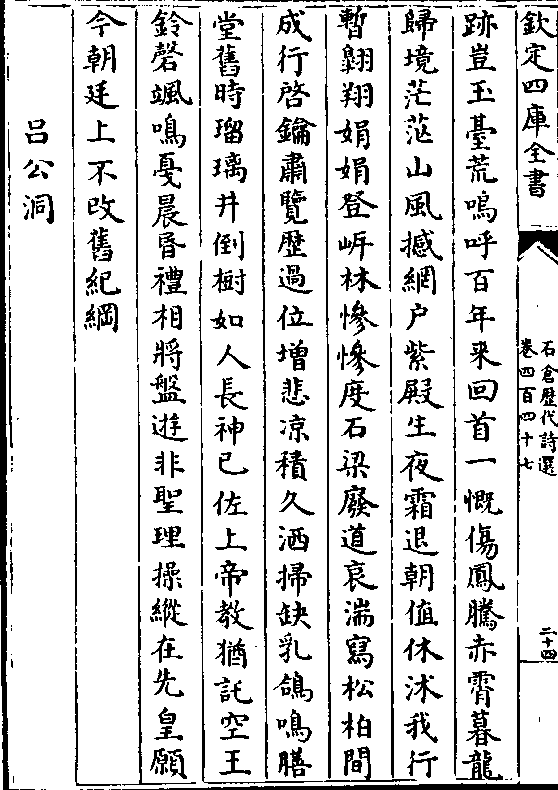 欽定四庫全書
石倉歴代詩選
卷四百四十七
二十四
跡豈玉臺荒嗚呼百年来回首一慨傷鳳騰赤霄暮龍
歸境茫茫山風撼網户紫殿生夜霜退朝值休沐我行
暫翺翔娟娟登岍林慘慘度石梁廢道哀湍寫松柏間
成行啓鑰肅覽歴過位增悲凉積久洒掃缺乳鴿鳴膳
堂舊時瑠璃井倒樹如人長神已佐上帝教猶託空王
鈴磬颯鳴戞晨昏禮相將盤遊非聖理操縱在先皇願
今朝廷上不改舊紀綱
吕公洞